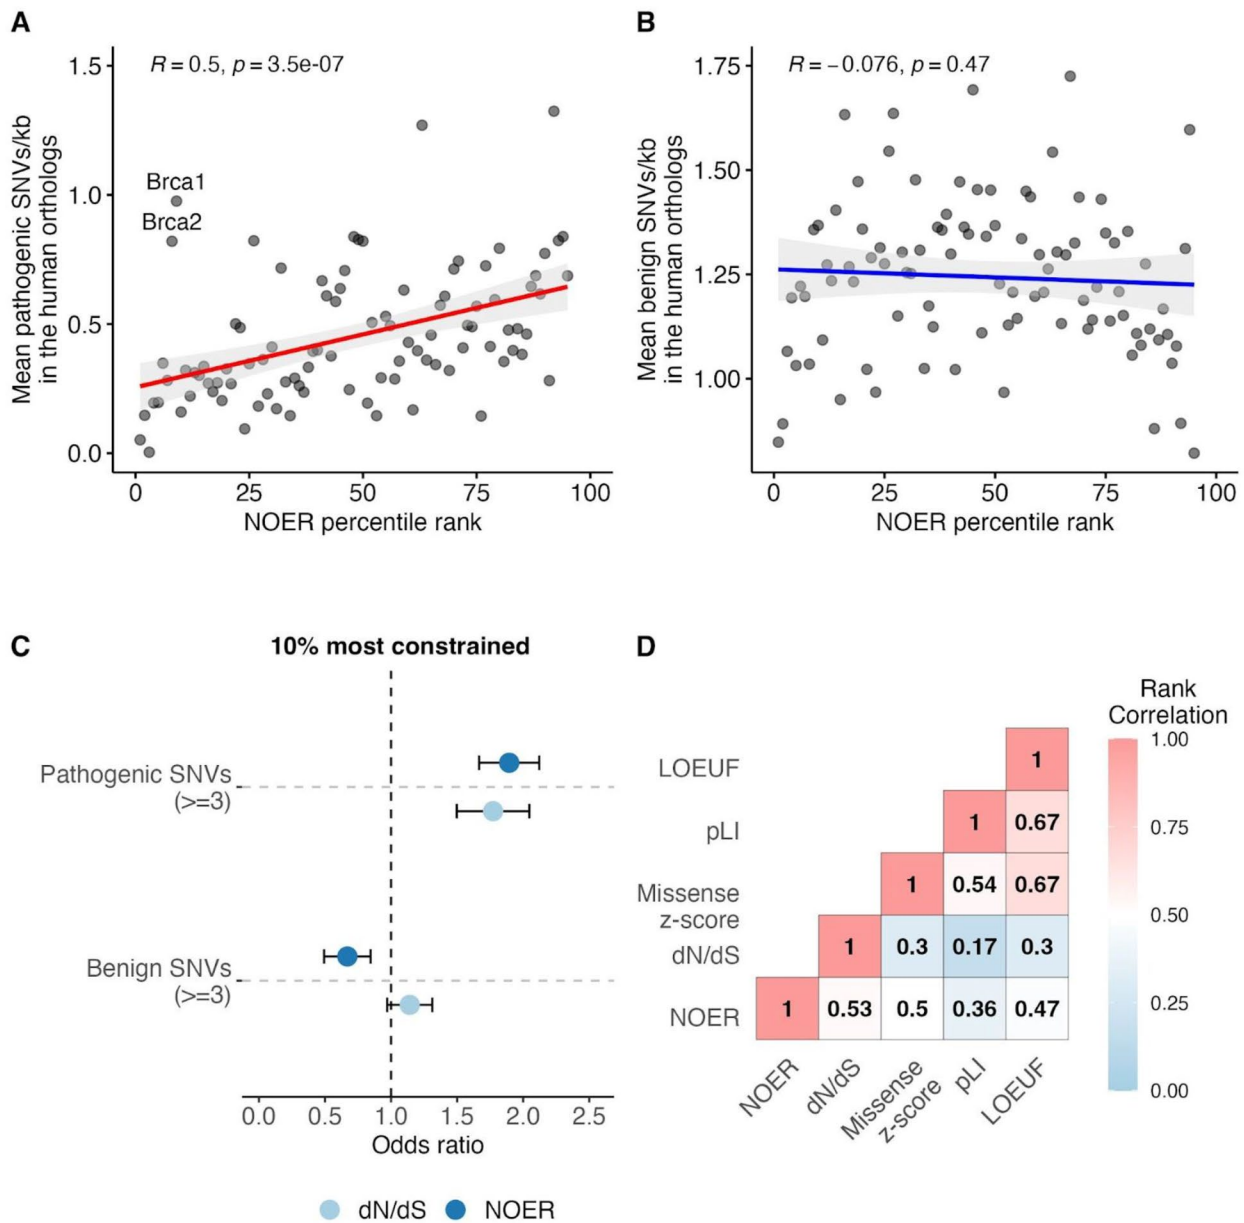 A
R = 0.5, p = 3.5e-07
Mean pathogenic SNVs/kb
in the human orthologs
1.5
1.0
0.5
0.0
Brca1
Brca2
0 25 50 75 100
NOER percentile rank
B
R = −0.076, p = 0.47
Mean benign SNVs/kb
in the human orthologs
1.75
1.50
1.25
1.00
0 25 50 75 100
NOER percentile rank
C
10% most constrained
Pathogenic SNVs
(>=3)
Benign SNVs
(>=3)
0.0 0.5 1.0 1.5 2.0 2.5
Odds ratio
dN/dS NOER
D
Rank
Correlation
1.00
0.75
0.50
0.25
0.00
LOEUF 1
pLI 1 0.67
Missense
z-score
1 0.54 0.67
dN/dS 1 0.3 0.17 0.3
NOER 1 0.53 0.5 0.36 0.47
NOER
dN/dS
Missense
z-score
pLI
LOEUF